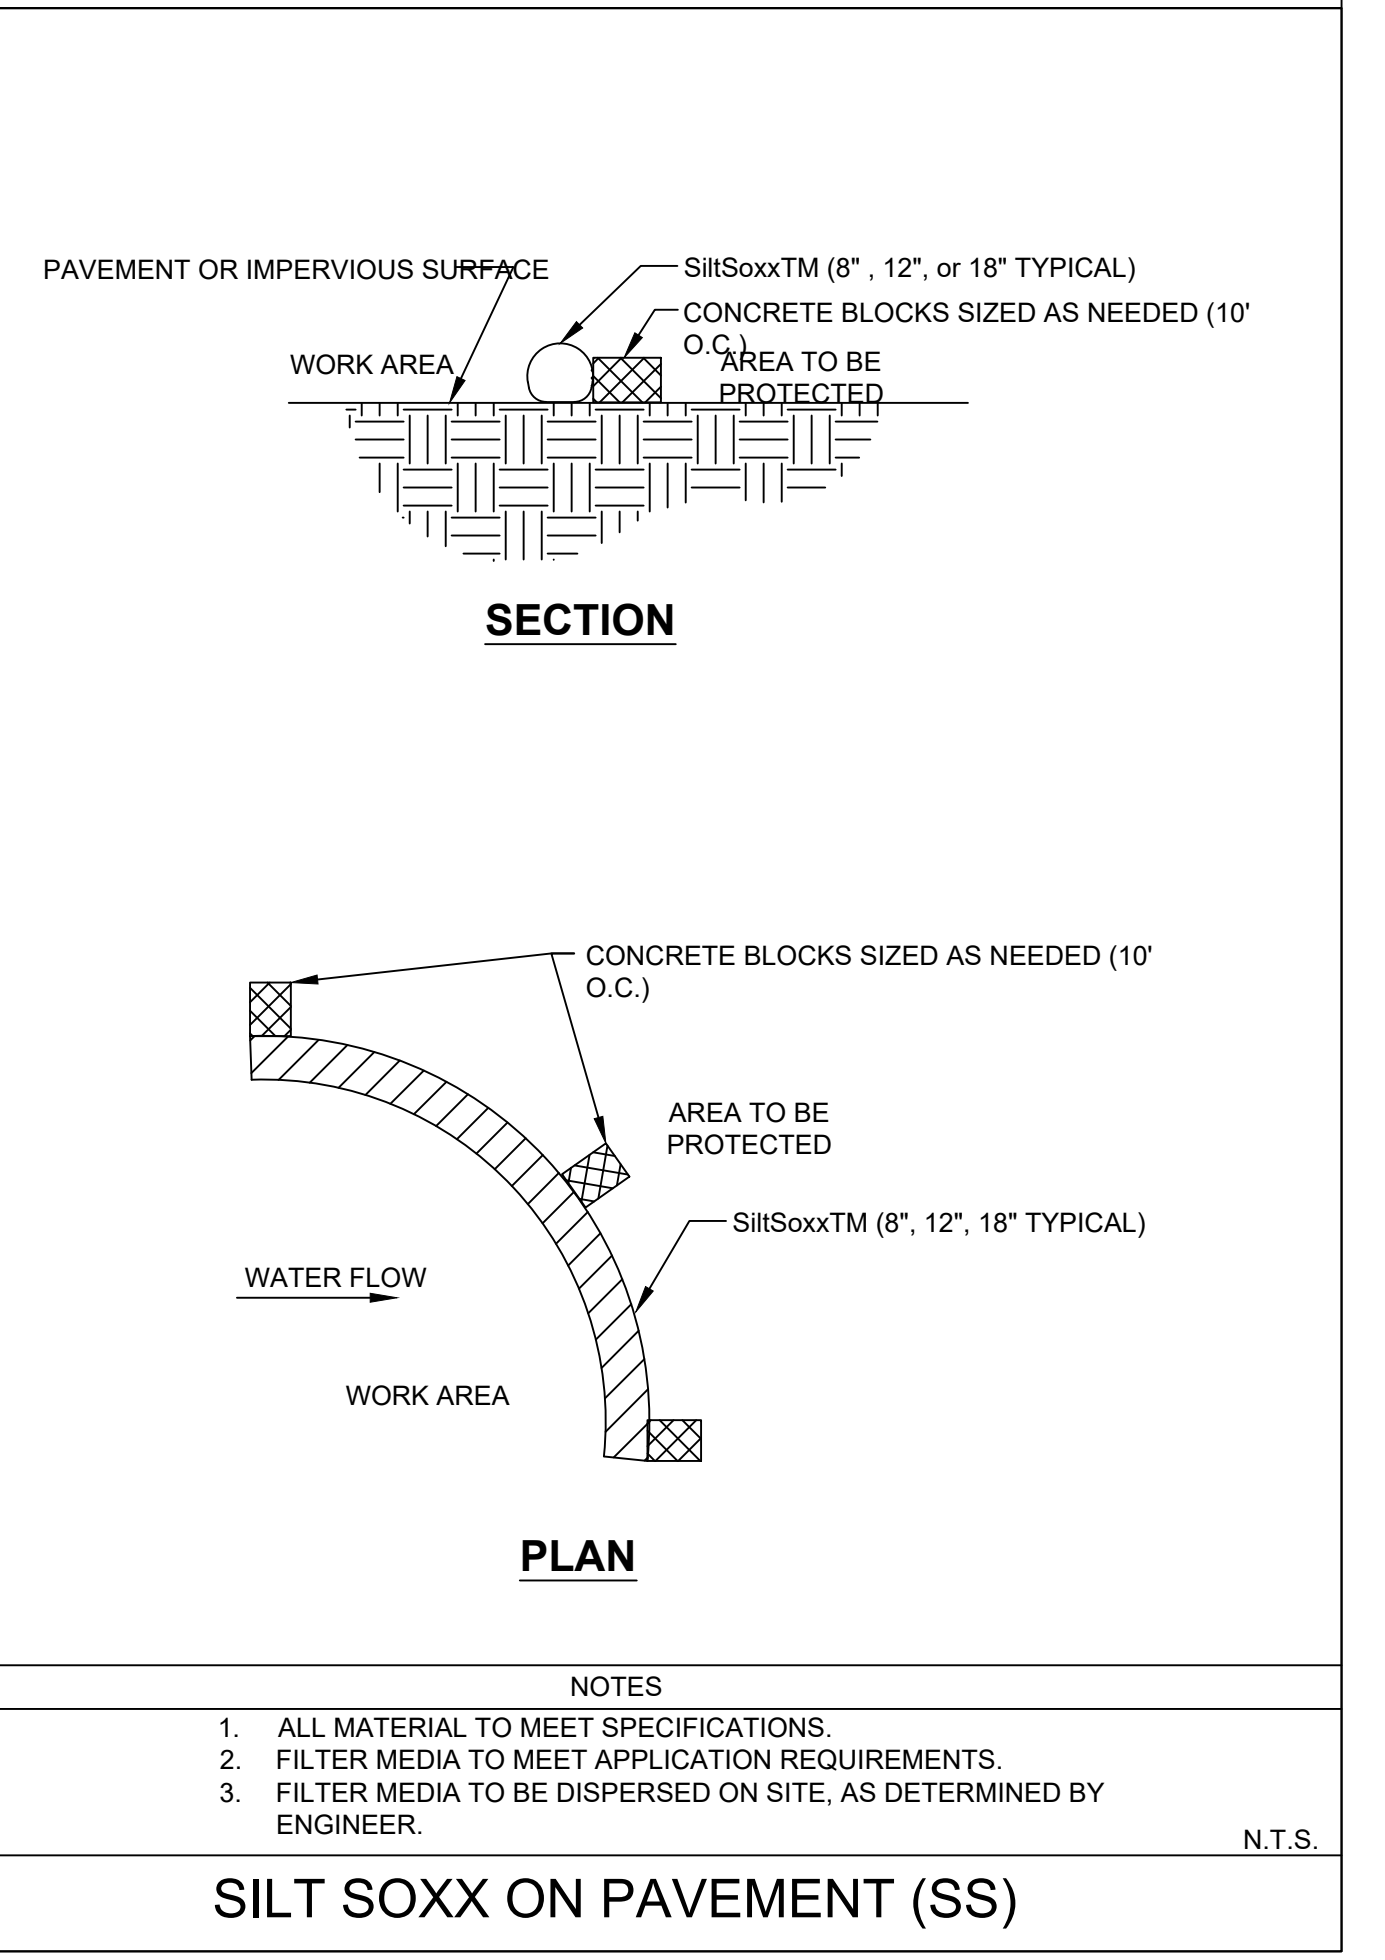 PAVEMENT OR IMPERVIOUS SURFACE
SiltSoxxTM (8" , 12", or 18" TYPICAL)
CONCRETE BLOCKS SIZED AS NEEDED (10'
O.C.)
WORK AREA
AREA TO BE
PROTECTED
SECTION
CONCRETE BLOCKS SIZED AS NEEDED (10'
O.C.)
AREA TO BE
PROTECTED
SiltSoxxTM (8", 12", 18" TYPICAL)
WATER FLOW
WORK AREA
PLAN
NOTES
1. ALL MATERIAL TO MEET SPECIFICATIONS.
2. FILTER MEDIA TO MEET APPLICATION REQUIREMENTS.
3. FILTER MEDIA TO BE DISPERSED ON SITE, AS DETERMINED BY
ENGINEER.
N.T.S.
SILT SOXX ON PAVEMENT (SS)